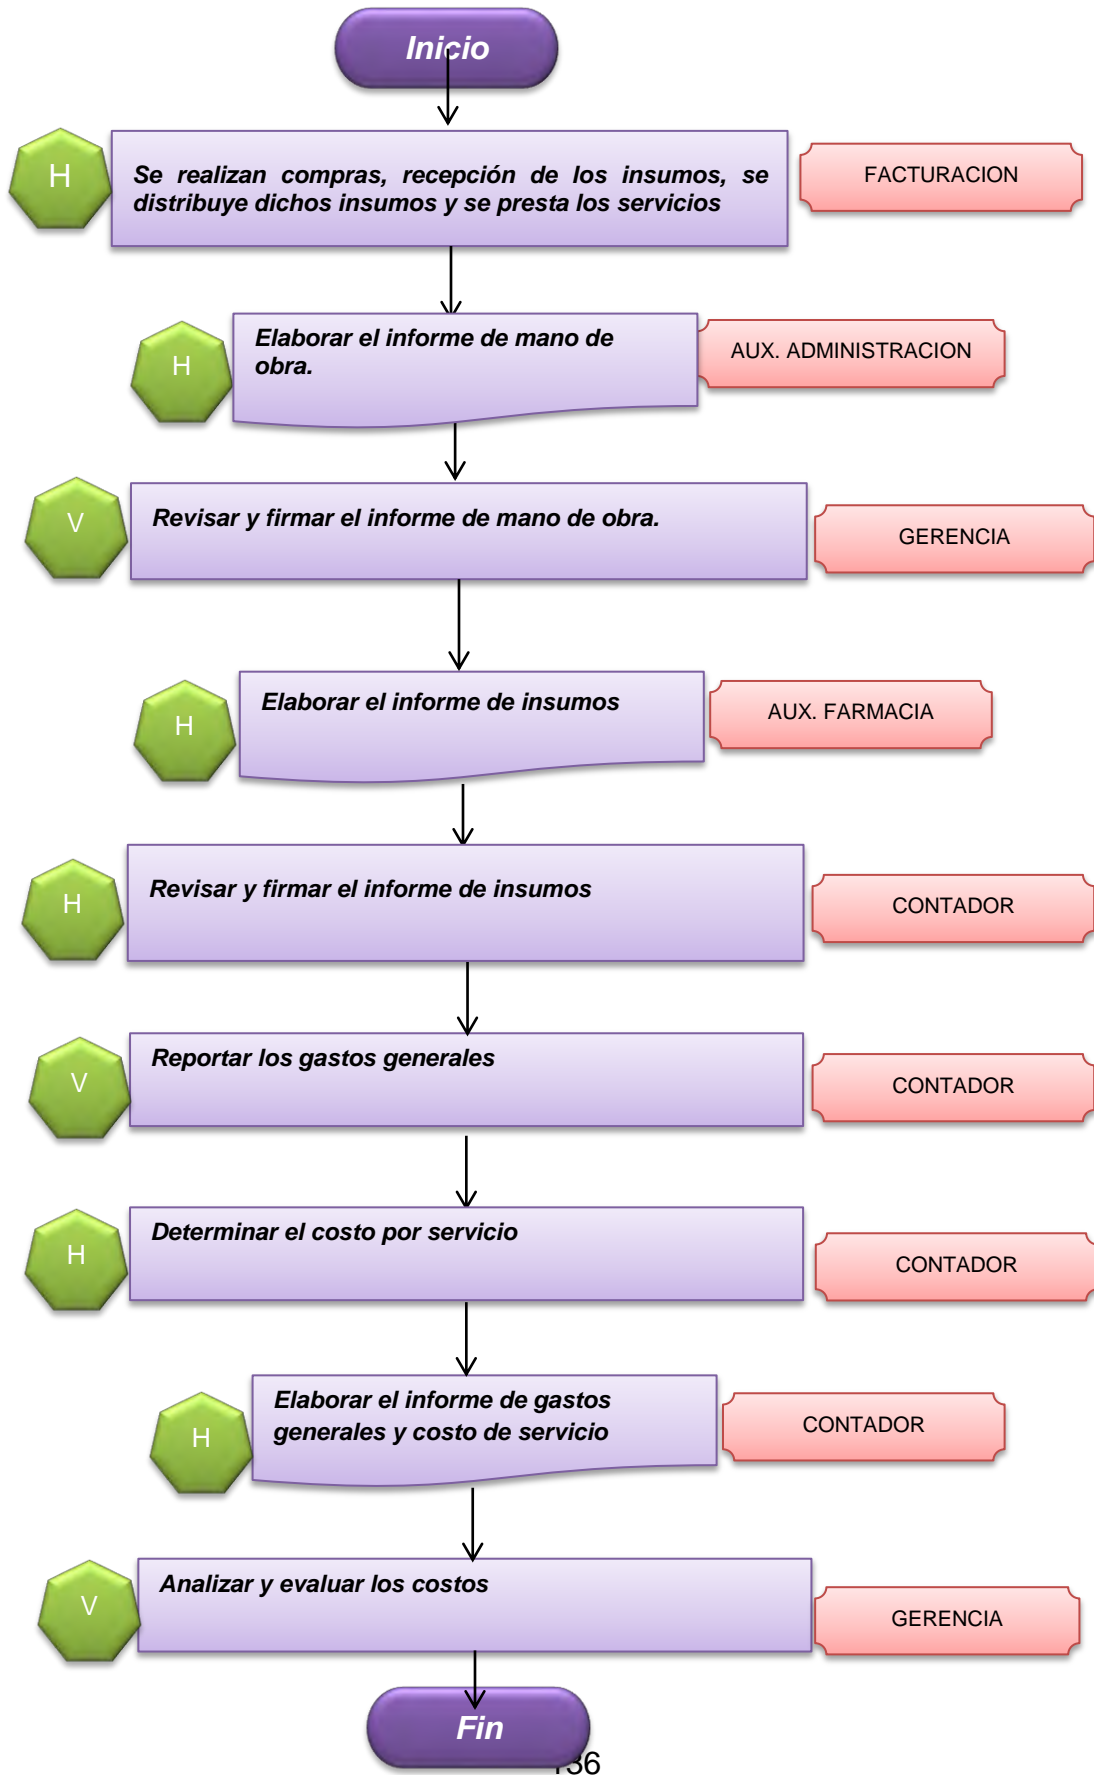 Inicio
H
Se realizan compras, recepción de los insumos, se
distribuye dichos insumos y se presta los servicios
FACTURACION
H
Elaborar el informe de mano de
obra.
AUX. ADMINISTRACION
V
Revisar y firmar el informe de mano de obra.
GERENCIA
H
Elaborar el informe de insumos
AUX. FARMACIA
H
Revisar y firmar el informe de insumos
CONTADOR
V
Reportar los gastos generales
CONTADOR
H
Determinar el costo por servicio
CONTADOR
H
Elaborar el informe de gastos
generales y costo de servicio
CONTADOR
V
Analizar y evaluar los costos
GERENCIA
Fin
136